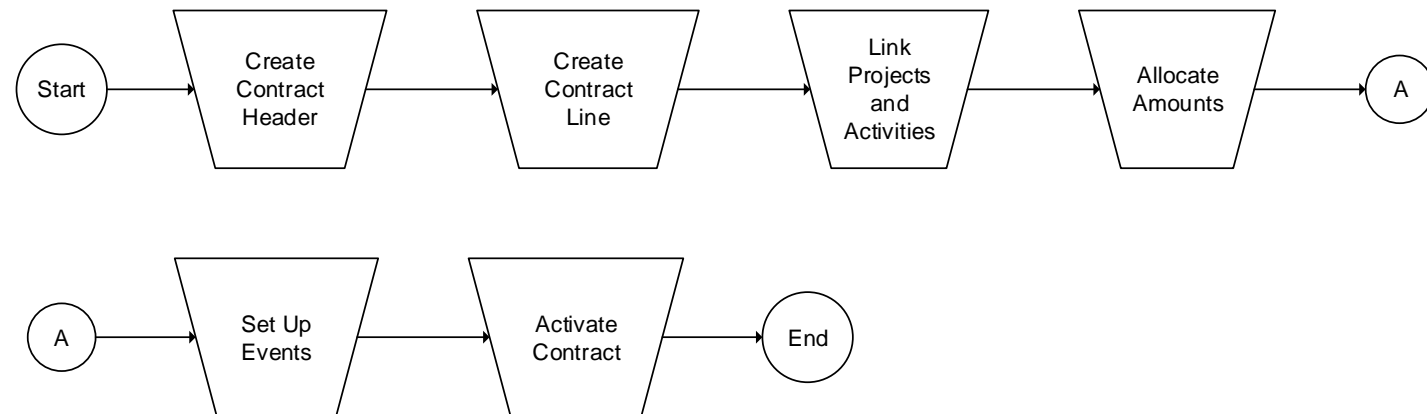 Start
Create
Contract
Header
Create
Contract
Line
Link
Projects
and
Activities
Allocate
Amounts
A
A
Set Up
Events
Activate
Contract
End